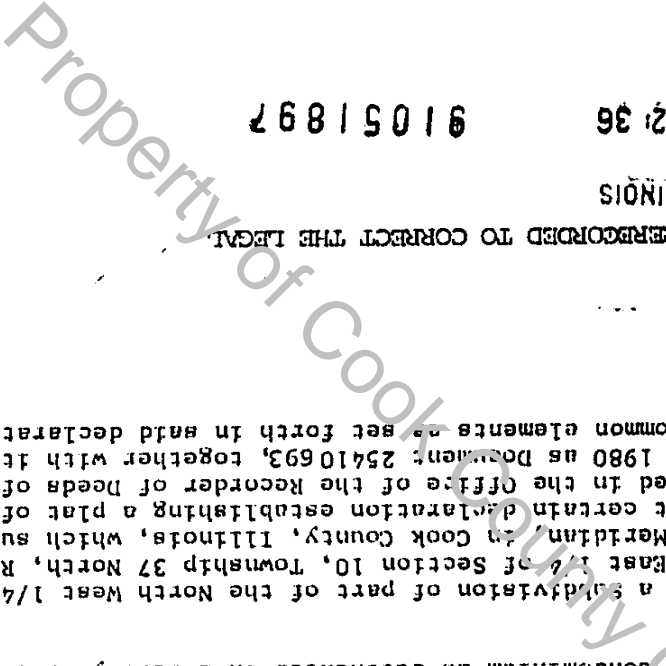 a Subdivision of part of the North West 1/4
East 1/4 of Section 10, Township 37 North, R
Meridian, in Cook County, Illinois, which su
t certain declaration establishing a plat of
ed in the Office of the Recorder of Deeds of
1980 as Document 25410693, together with it
ommon elements as set forth in said declarat
EREGORDED TO CORRECT THE LEGAL.
INOIS
2: 36 91051897
Property of Cook County